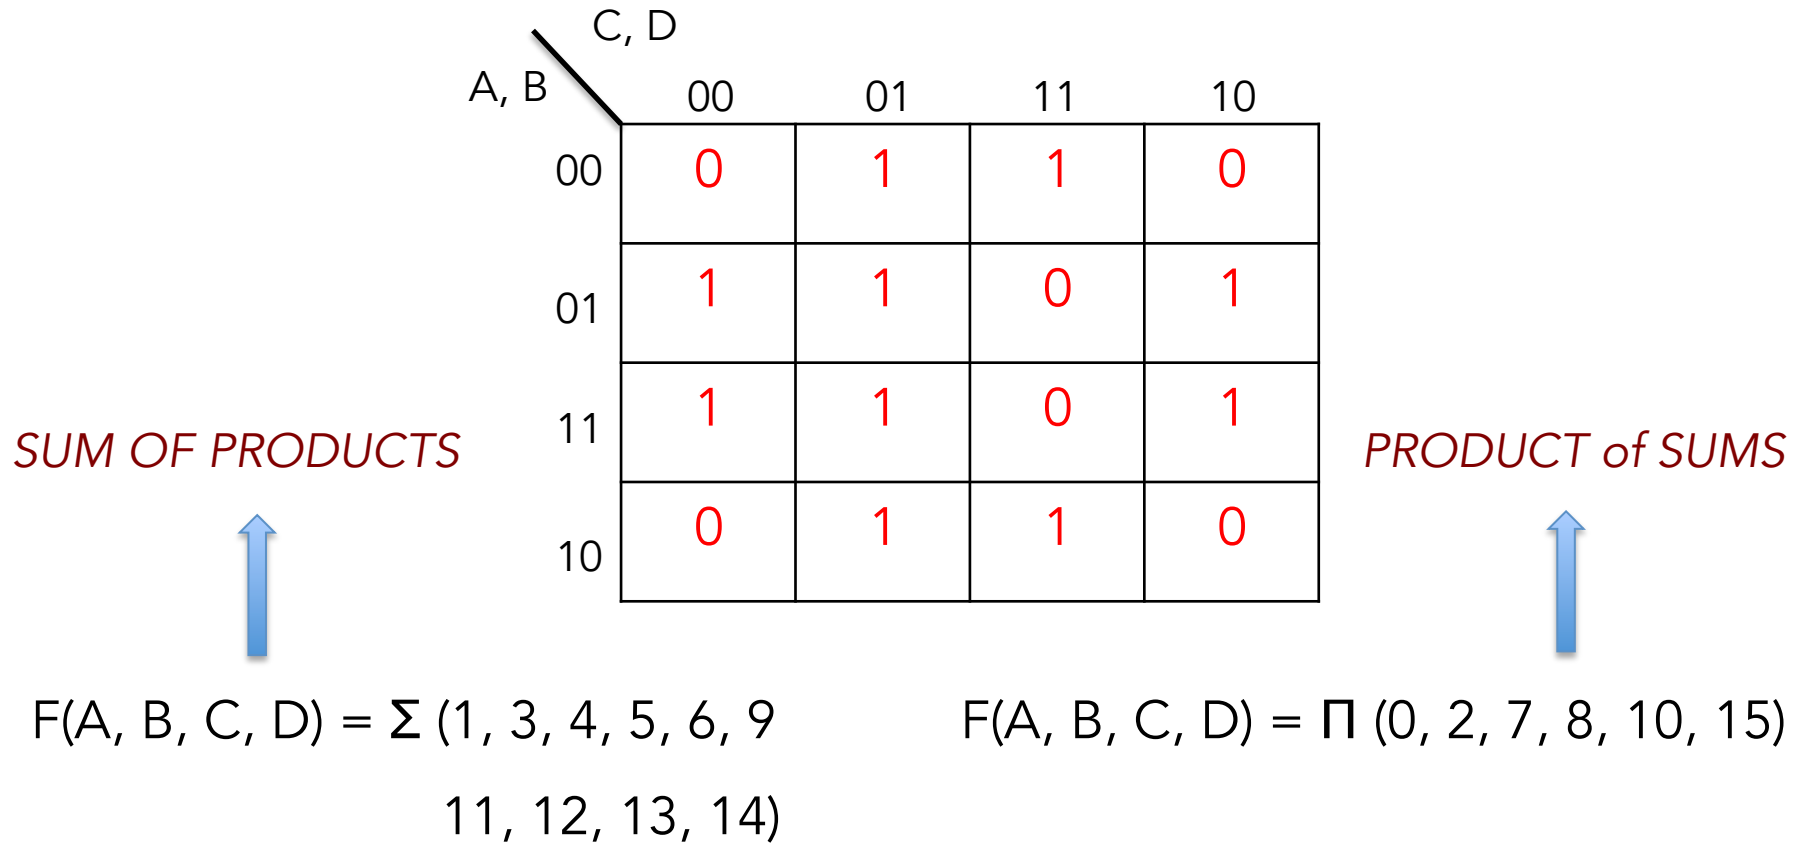 C, D
A, B
00 01 11 10
00 0 1 1 0
01 1 1 0 1
11 1 1 0 1
10 0 1 1 0
SUM OF PRODUCTS
PRODUCT of SUMS
F(A, B, C, D) = Σ (1, 3, 4, 5, 6, 9
11, 12, 13, 14)
F(A, B, C, D) = Π (0, 2, 7, 8, 10, 15)